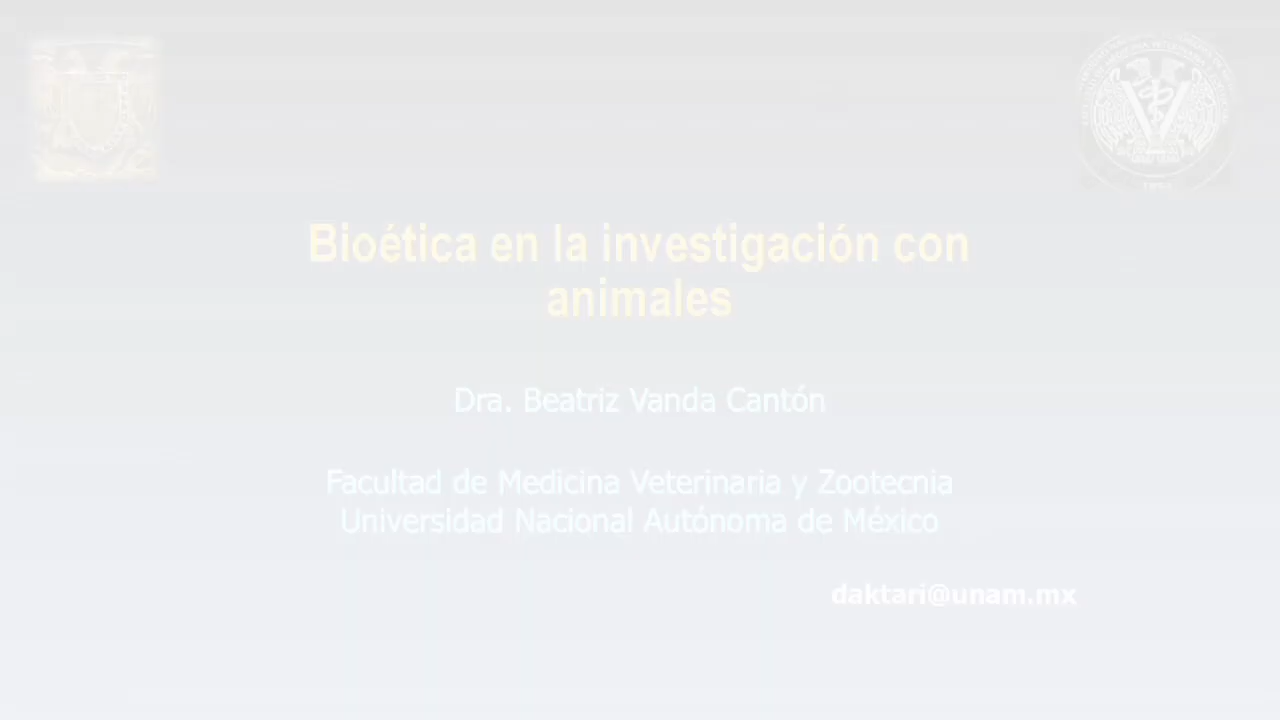 Bioética en la investigación con
animales
Dra. Beatriz Vanda Cantón
Facultad de Medicina Veterinaria y Zootecnia
Universidad Nacional Autónoma de México
daktari@unam.mx